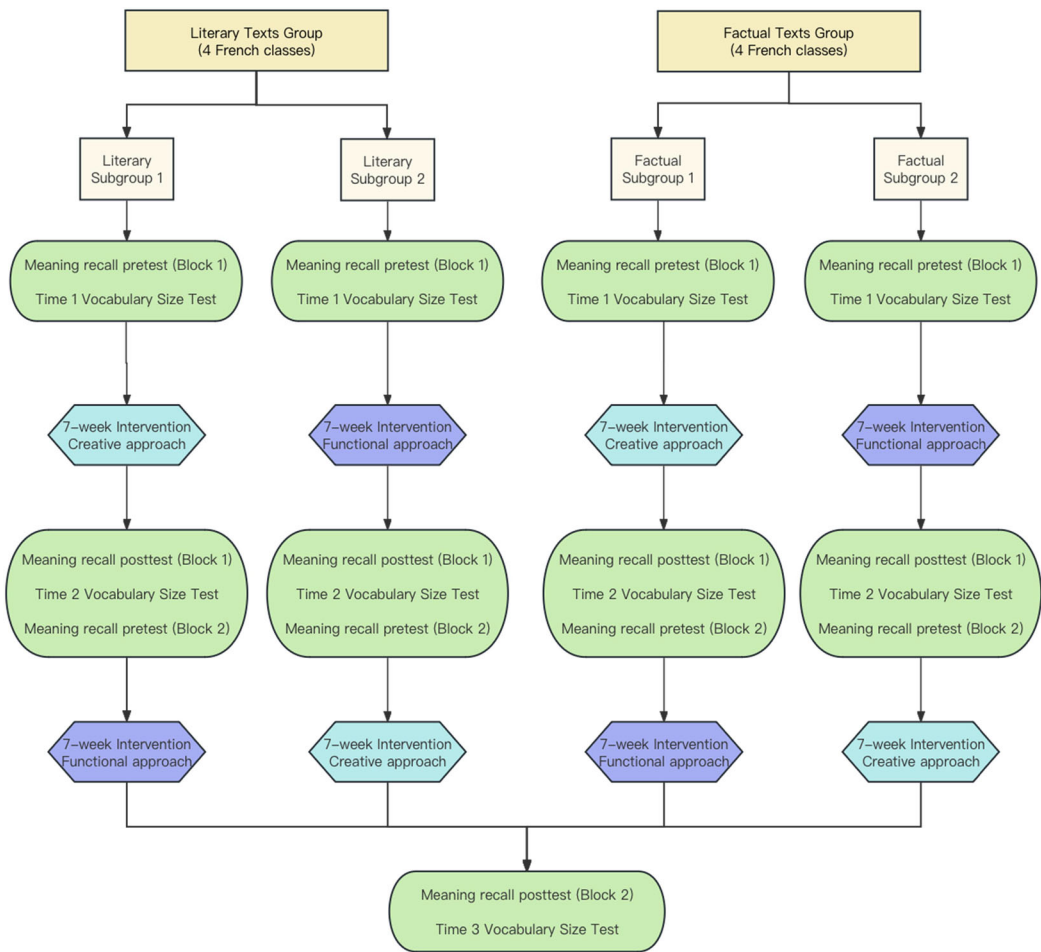 Literary Texts Group
(4 French classes)
Factual Texts Group
(4 French classes)
Literary
Subgroup 1
Literary
Subgroup 2
Factual
Subgroup 1
Factual
Subgroup 2
Meaning recall pretest (Block 1)
Time 1 Vocabulary Size Test
Meaning recall pretest (Block 1)
Time 1 Vocabulary Size Test
Meaning recall pretest (Block 1)
Time 1 Vocabulary Size Test
Meaning recall pretest (Block 1)
Time 1 Vocabulary Size Test
7-week Intervention
Creative approach
7-week Intervention
Functional approach
7-week Intervention
Creative approach
7-week Intervention
Functional approach
Meaning recall posttest (Block 1)
Time 2 Vocabulary Size Test
Meaning recall pretest (Block 2)
Meaning recall posttest (Block 1)
Time 2 Vocabulary Size Test
Meaning recall pretest (Block 2)
Meaning recall posttest (Block 1)
Time 2 Vocabulary Size Test
Meaning recall pretest (Block 2)
Meaning recall posttest (Block 1)
Time 2 Vocabulary Size Test
Meaning recall pretest (Block 2)
7-week Intervention
Functional approach
7-week Intervention
Creative approach
7-week Intervention
Functional approach
7-week Intervention
Creative approach
Meaning recall posttest (Block 2)
Time 3 Vocabulary Size Test